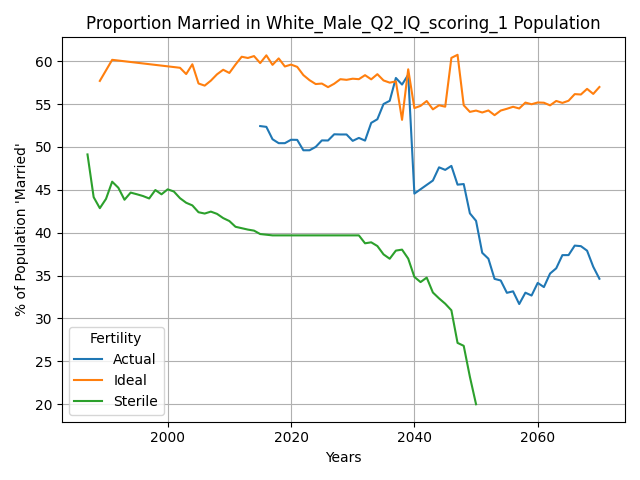 Proportion Married in White_Male_Q2_IQ_scoring_1 Population
% of Population 'Married'
60
55
50
45
40
35
30
25
20
Fertility
Actual
Ideal
Sterile
2000 2020 2040 2060
Years